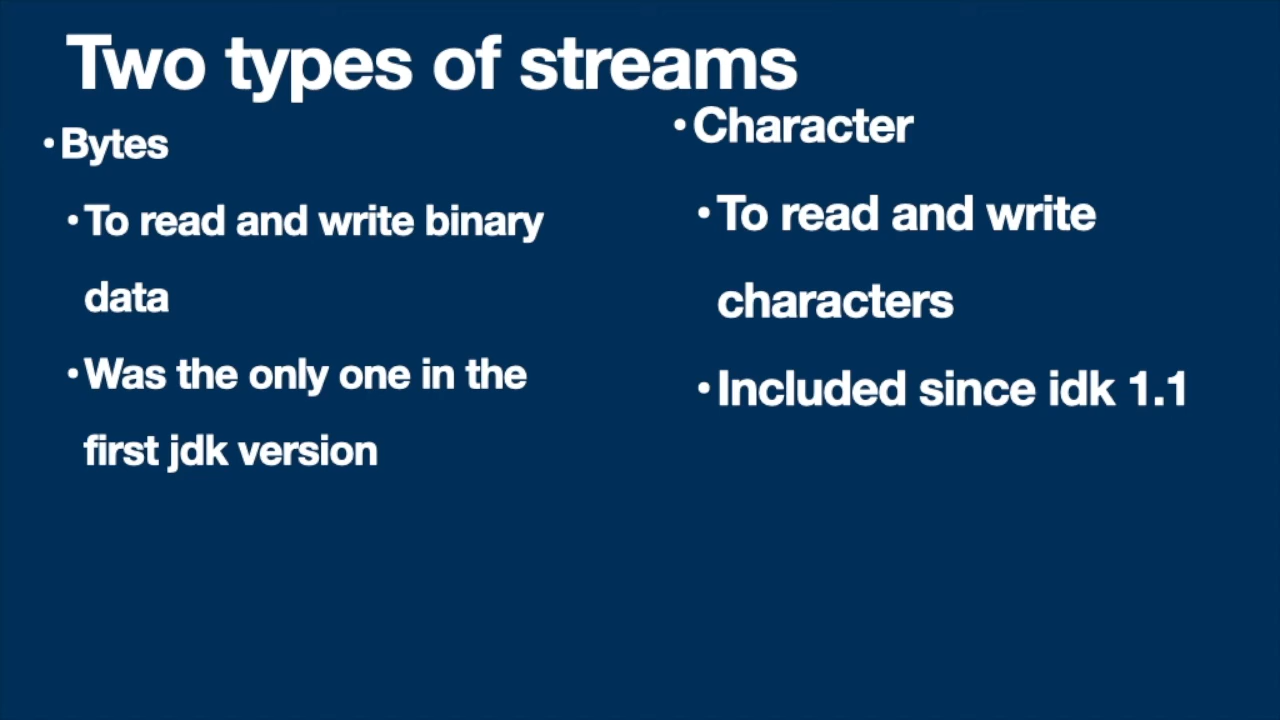 Two types of streams
• Bytes
• To read and write binary
data
• Was the only one in the
first jdk version
• Character
• To read and write
characters
• Included since idk 1.1